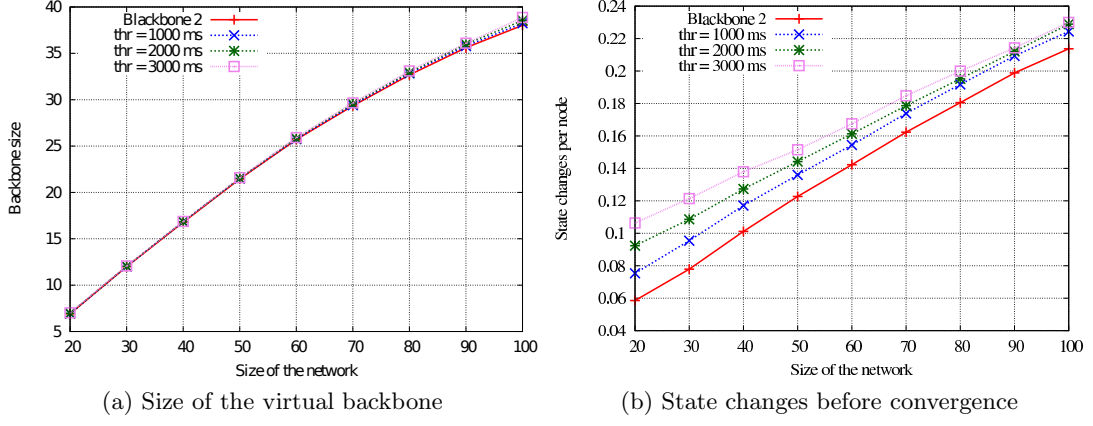 Blackbone 2
thr = 1000 ms
thr = 2000 ms
thr = 3000 ms
40
35
30
25
20
15
10
5
Backbone size
20 30 40 50 60 70 80 90 100
Size of the network
(a) Size of the virtual backbone
Blackbone 2
thr = 1000 ms
thr = 2000 ms
thr = 3000 ms
0.24
0.22
0.2
0.18
0.16
0.14
0.12
0.1
0.08
0.06
0.04
State changes per node
20 30 40 50 60 70 80 90 100
Size of the network
(b) State changes before convergence